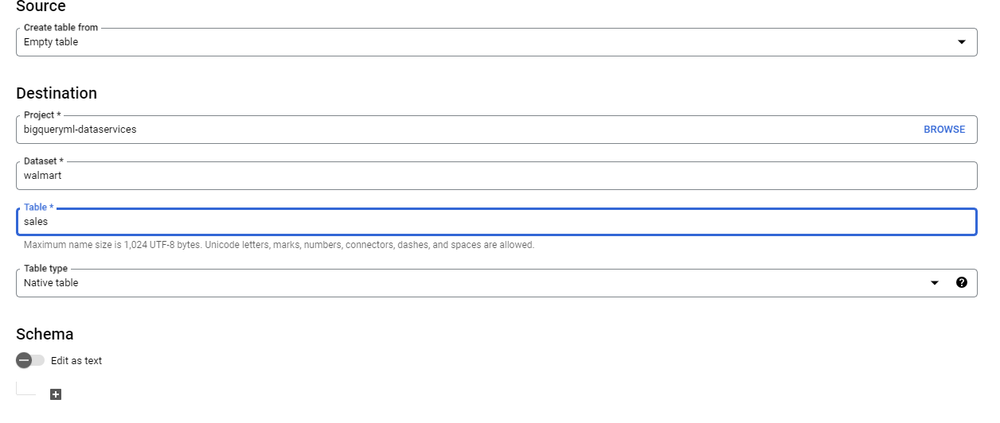 Source
Create table from
Empty table
Destination
Project *
bigqueryml-dataservices
BROWSE
Dataset *
walmart
Table *
sales
Maximum name size is 1,024 UTF-8 bytes. Unicode letters, marks, numbers, connectors, dashes, and spaces are allowed.
Table type
Native table
Schema
Edit as text